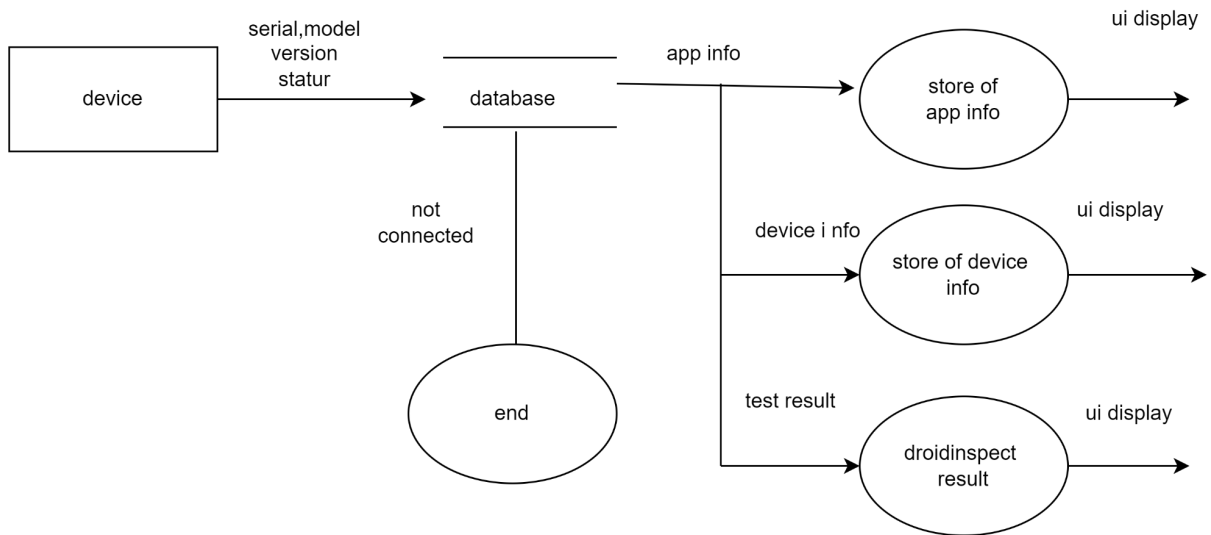 serial,model
version
statur
device
database
app info
store of
app info
ui display
not
connected
device i nfo
store of device
info
ui display
end
test result
droidinspect
result
ui display